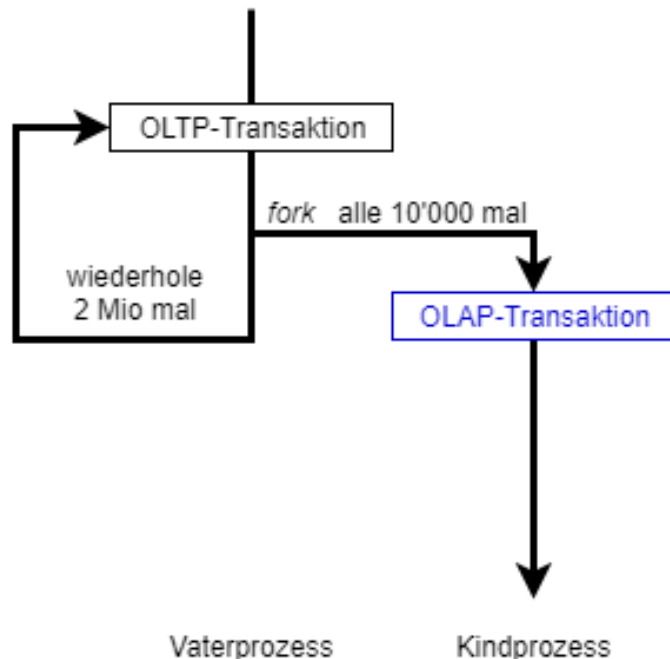 OLTP-Transaktion
fork alle 10'000 mal
wiederhole
2 Mio mal
OLAP-Transaktion
Vaterprozess
Kindprozess